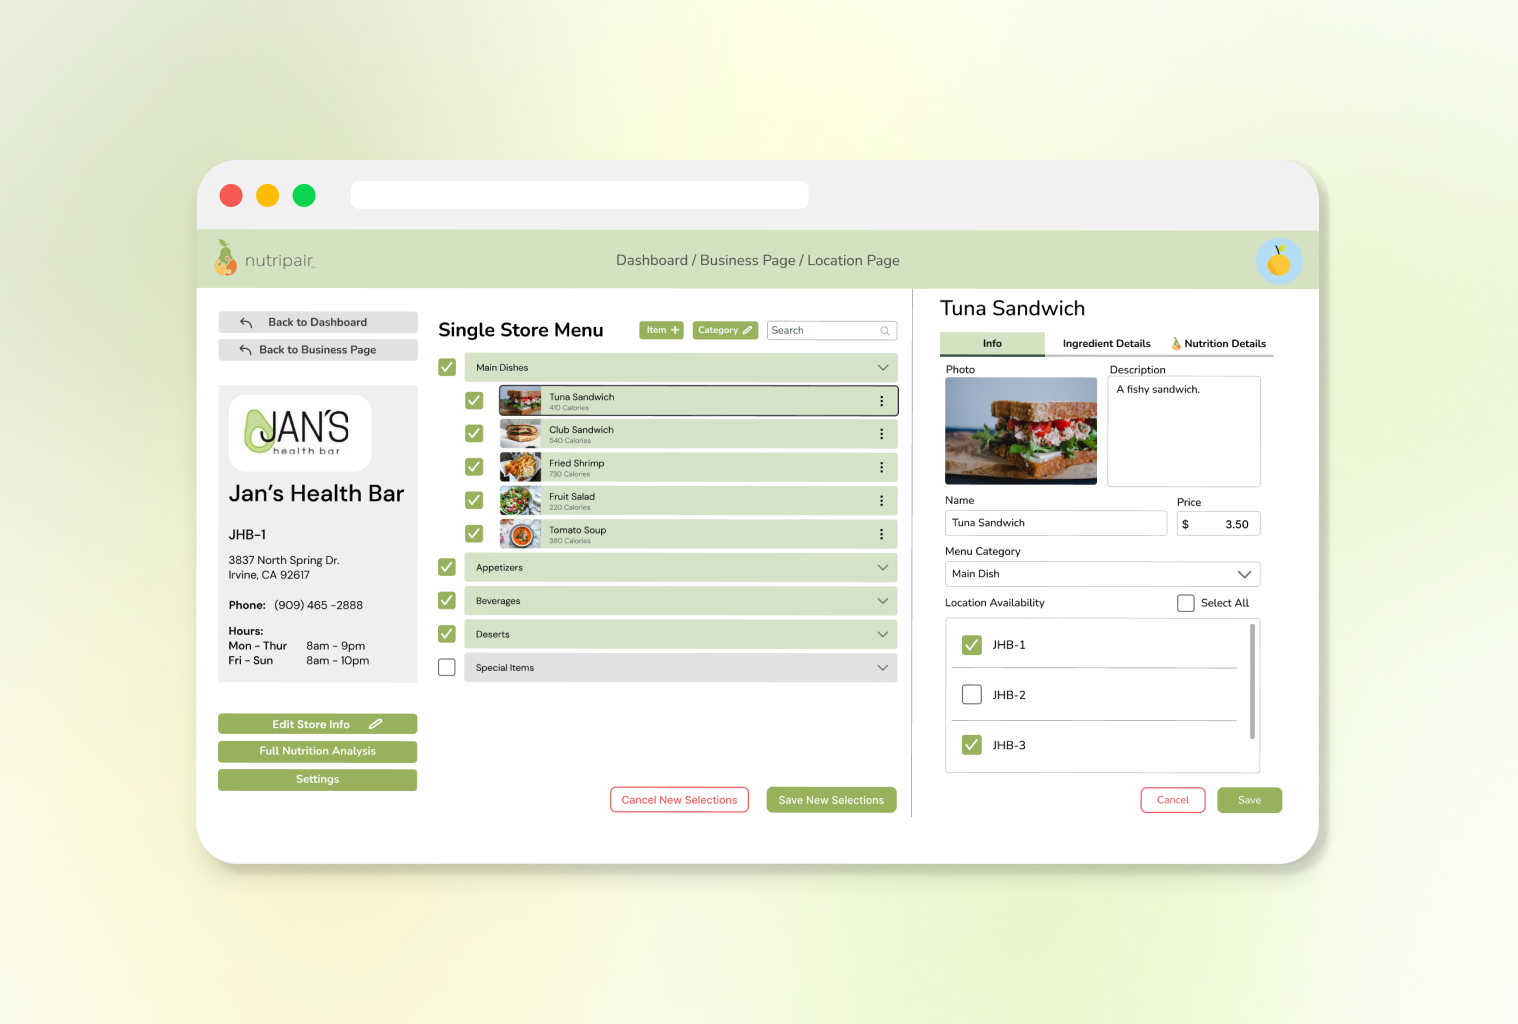 nutripair
Dashboard / Business Page / Location Page
Back to Dashboard
Back to Business Page
JAN'S
health bar
Jan's Health Bar
JHB-1
3837 North Spring Dr.
Irvine, CA 92617
Phone: (909) 465 -2888
Hours:
Mon - Thur 8am - 9pm
Fri - Sun 8am - 10pm
Edit Store Info
Full Nutrition Analysis
Settings
Single Store Menu
Item
Category
Search
Main Dishes
Tuna Sandwich
410 Calories
Club Sandwich
540 Calories
Fried Shrimp
730 Calories
Fruit Salad
220 Calories
Tomato Soup
380 Calories
Appetizers
Beverages
Deserts
Special Items
Cancel New Selections
Save New Selections
Tuna Sandwich
Info
Ingredient Details
Nutrition Details
Photo
Description
A fishy sandwich.
Name
Tuna Sandwich
Price
$ 3.50
Menu Category
Main Dish
Location Availability
Select All
JHB-1
JHB-2
JHB-3
Cancel
Save